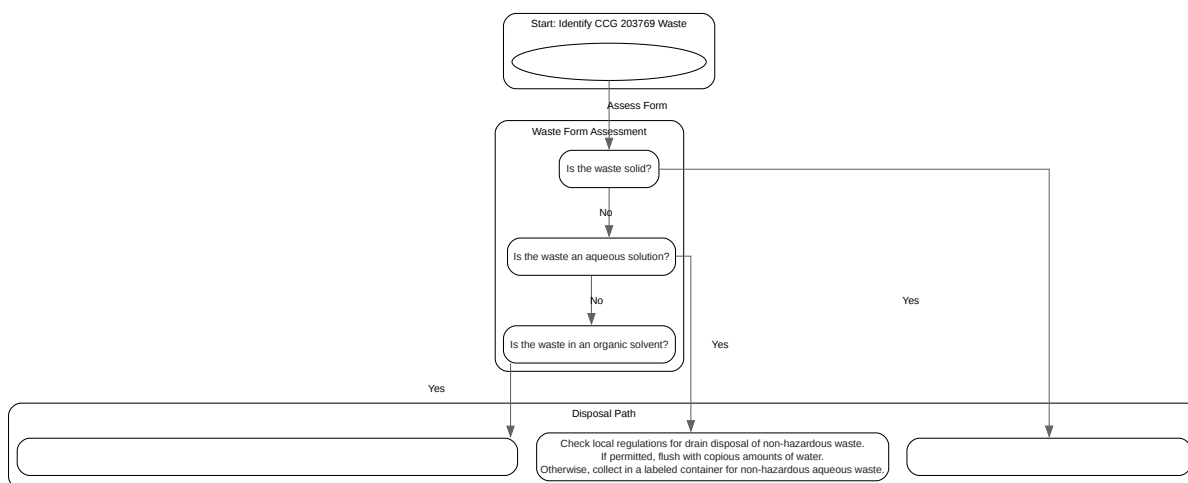 Start: Identify CCG 203769 Waste
Assess Form
Waste Form Assessment
Is the waste solid?
No
Is the waste an aqueous solution?
No
Yes
Is the waste in an organic solvent?
Yes
Yes
Disposal Path
Check local regulations for drain disposal of non-hazardous waste.
If permitted, flush with copious amounts of water.
Otherwise, collect in a labeled container for non-hazardous aqueous waste.